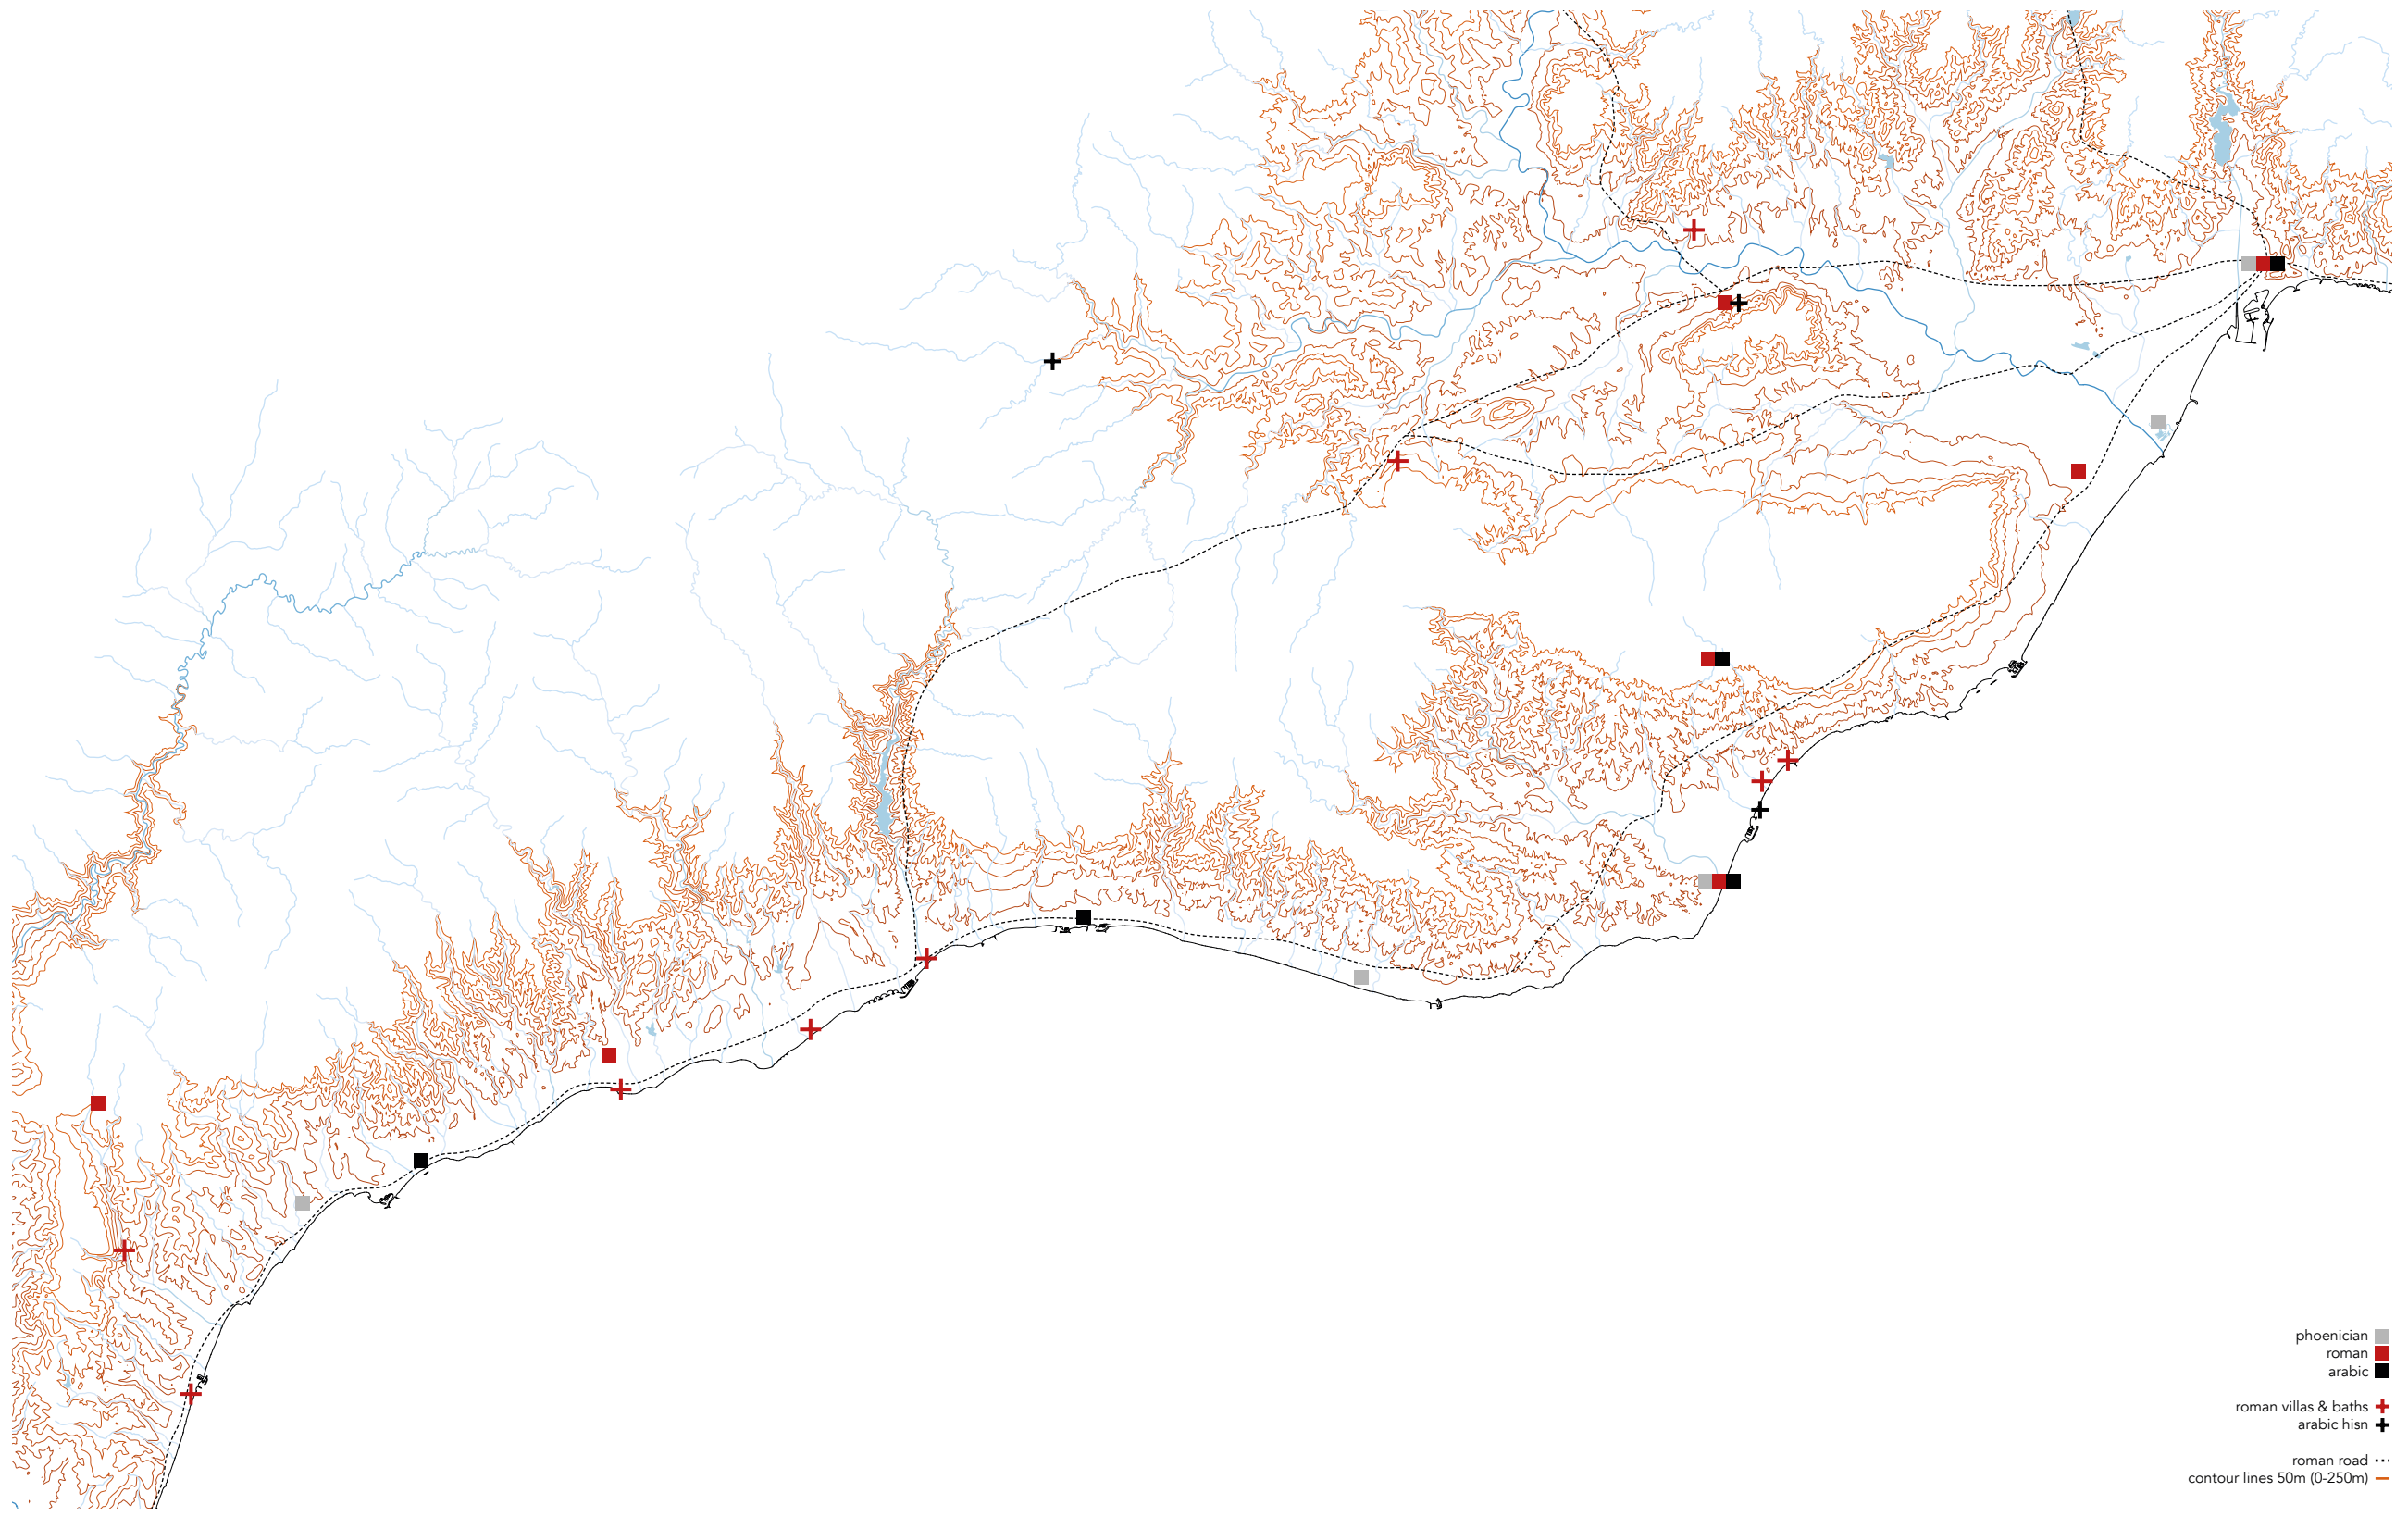 phoenician
roman
arabic
roman villas & baths
arabic hisn
roman road
contour lines 50m (0-250m)